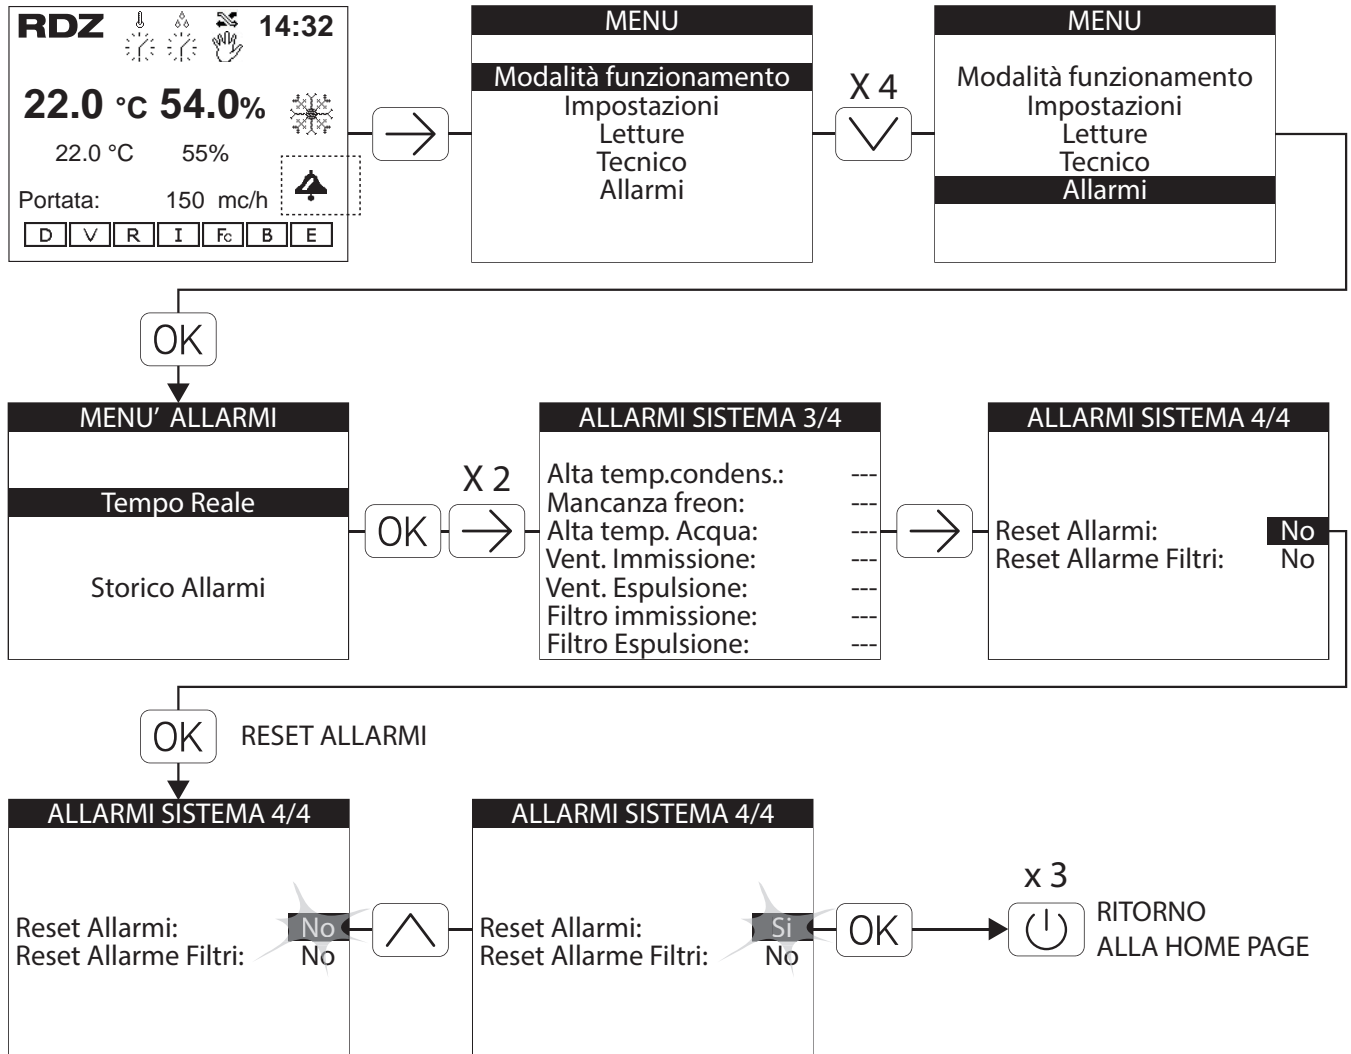 RDZ 14:32
22.0 °C 54.0%
22.0 °C 55%
Portata: 150 mc/h
D V R I Fc B E
MENU
Modalità funzionamento
Impostazioni
Letture
Tecnico
Allarmi
X 4
MENU
Modalità funzionamento
Impostazioni
Letture
Tecnico
Allarmi
OK
MENU' ALLARMI
Tempo Reale
Storico Allarmi
OK
X 2
ALLARMI SISTEMA 3/4
Alta temp.condens.: ---
Mancanza freon: ---
Alta temp. Acqua: ---
Vent. Immissione: ---
Vent. Espulsione: ---
Filtro immissione: ---
Filtro Espulsione: ---
ALLARMI SISTEMA 4/4
Reset Allarmi: No
Reset Allarme Filtri: No
OK RESET ALLARMI
ALLARMI SISTEMA 4/4
Reset Allarmi: No
Reset Allarme Filtri: No
ALLARMI SISTEMA 4/4
Reset Allarmi: Si
Reset Allarme Filtri: No
OK
x 3
RITORNO
ALLA HOME PAGE